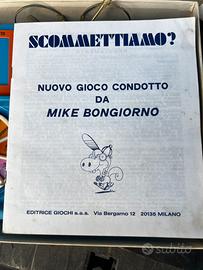 SCOMMETTIAMO?
NUOVO GIOCO CONDOTTO
DA
MIKE BONGIORNO
EDITRICE GIOCHI s.a.s. Via Bergamo 12 20135 MILANO
subito